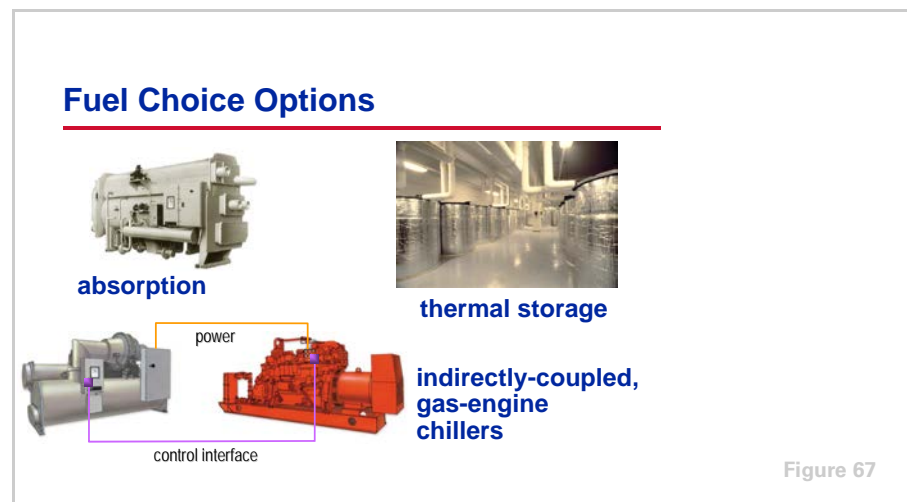 Fuel Choice Options
absorption
thermal storage
power
control interface
indirectly-coupled,
gas-engine
chillers
Figure 67